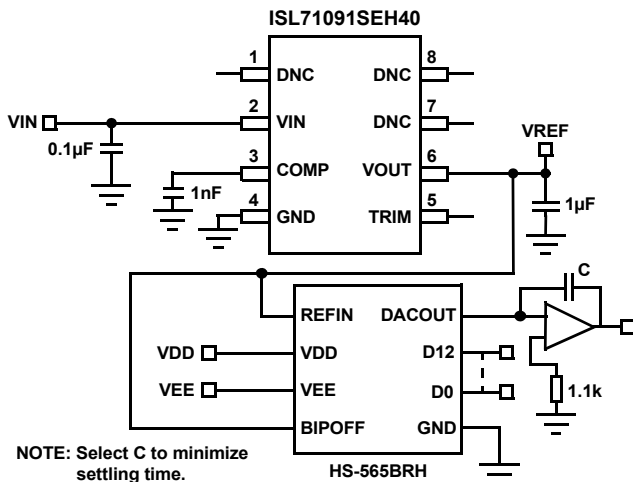 ISL71091SEH40
1 DNC DNC 8
VIN 2 VIN DNC 7
0.1µF
VREF
3 COMP VOUT 6
1nF
4 GND TRIM 5
1µF
C
REFIN DACOUT
VDD VDD D12
VEE VEE D0
1.1k
BIPOFF GND
NOTE: Select C to minimize
settling time.
HS-565BRH